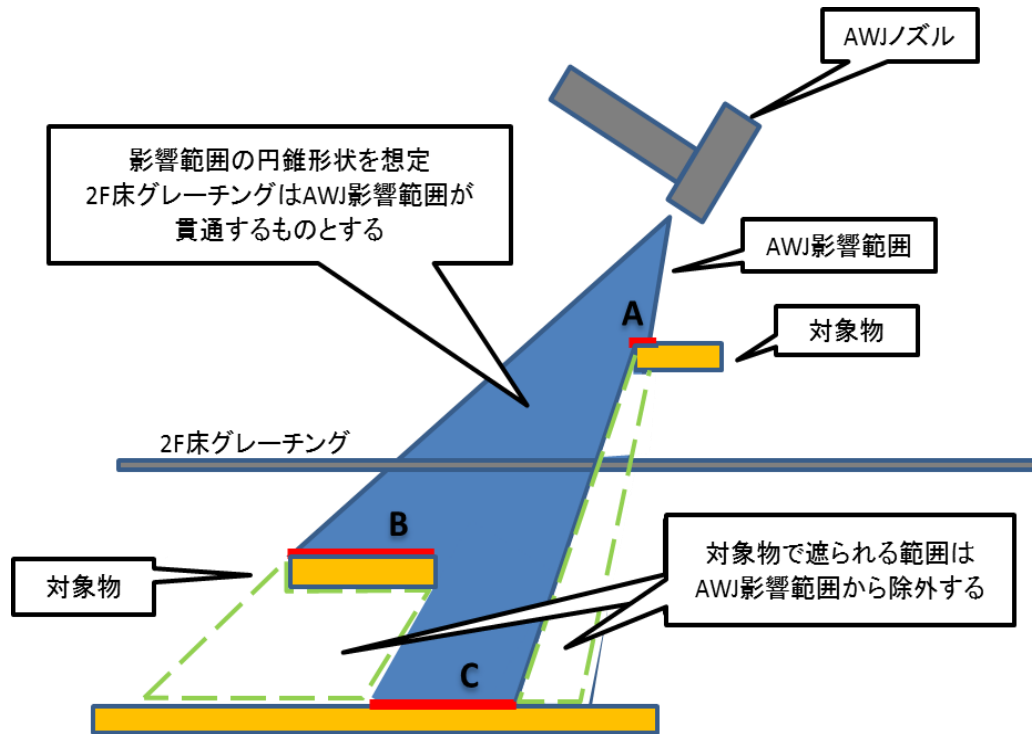 AWJノズル
影響範囲の円錐形状を想定
2F床グレーチングはAWJ影響範囲が
貫通するものとする
AWJ影響範囲
A
対象物
2F床グレーチング
B
対象物
対象物で遮られる範囲は
AWJ影響範囲から除外する
C